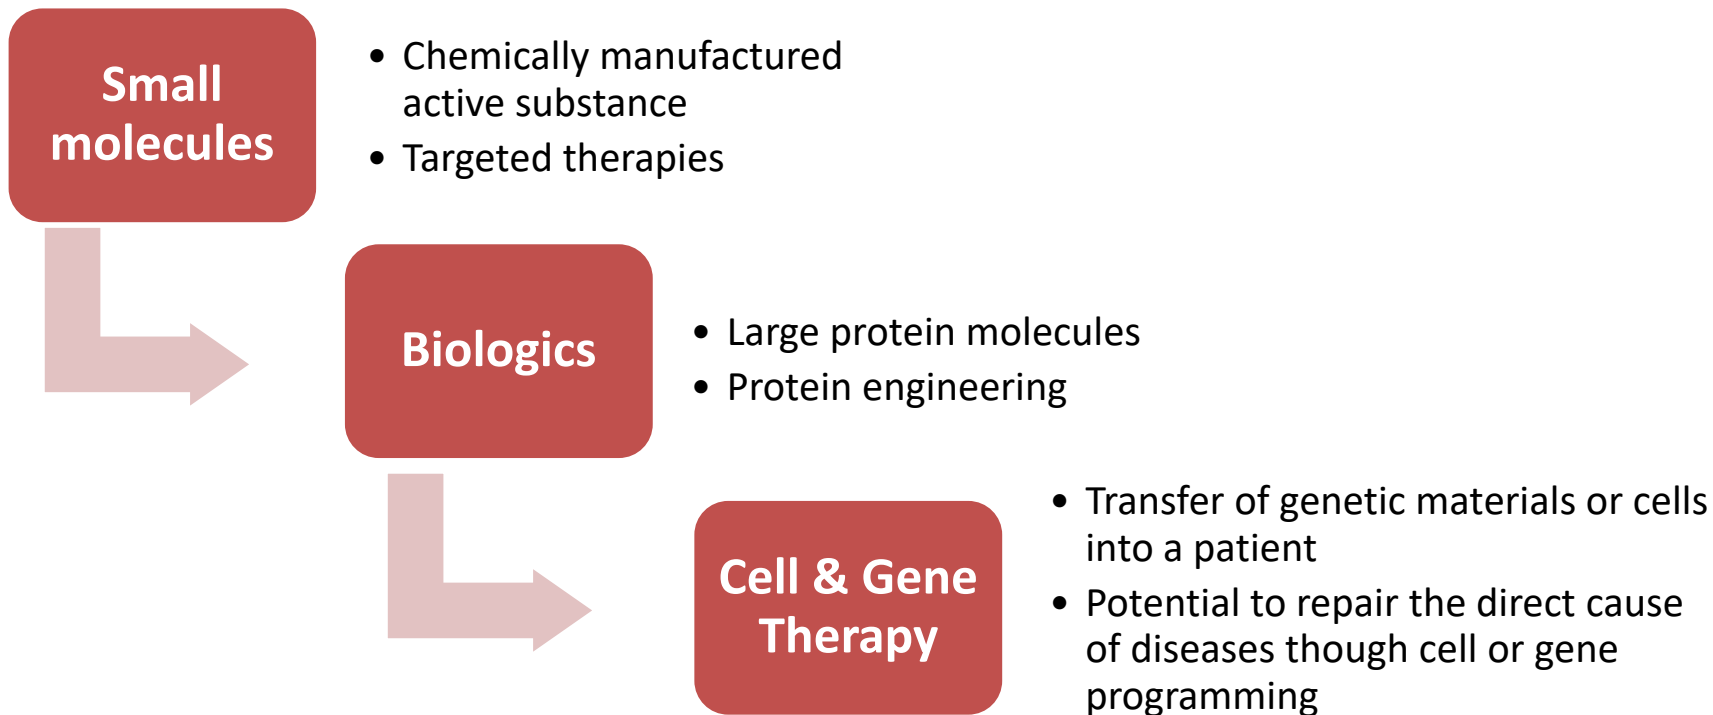 Small
molecules
• Chemically manufactured
active substance
• Targeted therapies
Biologics
• Large protein molecules
• Protein engineering
Cell & Gene
Therapy
• Transfer of genetic materials or cells
into a patient
• Potential to repair the direct cause
of diseases though cell or gene
programming